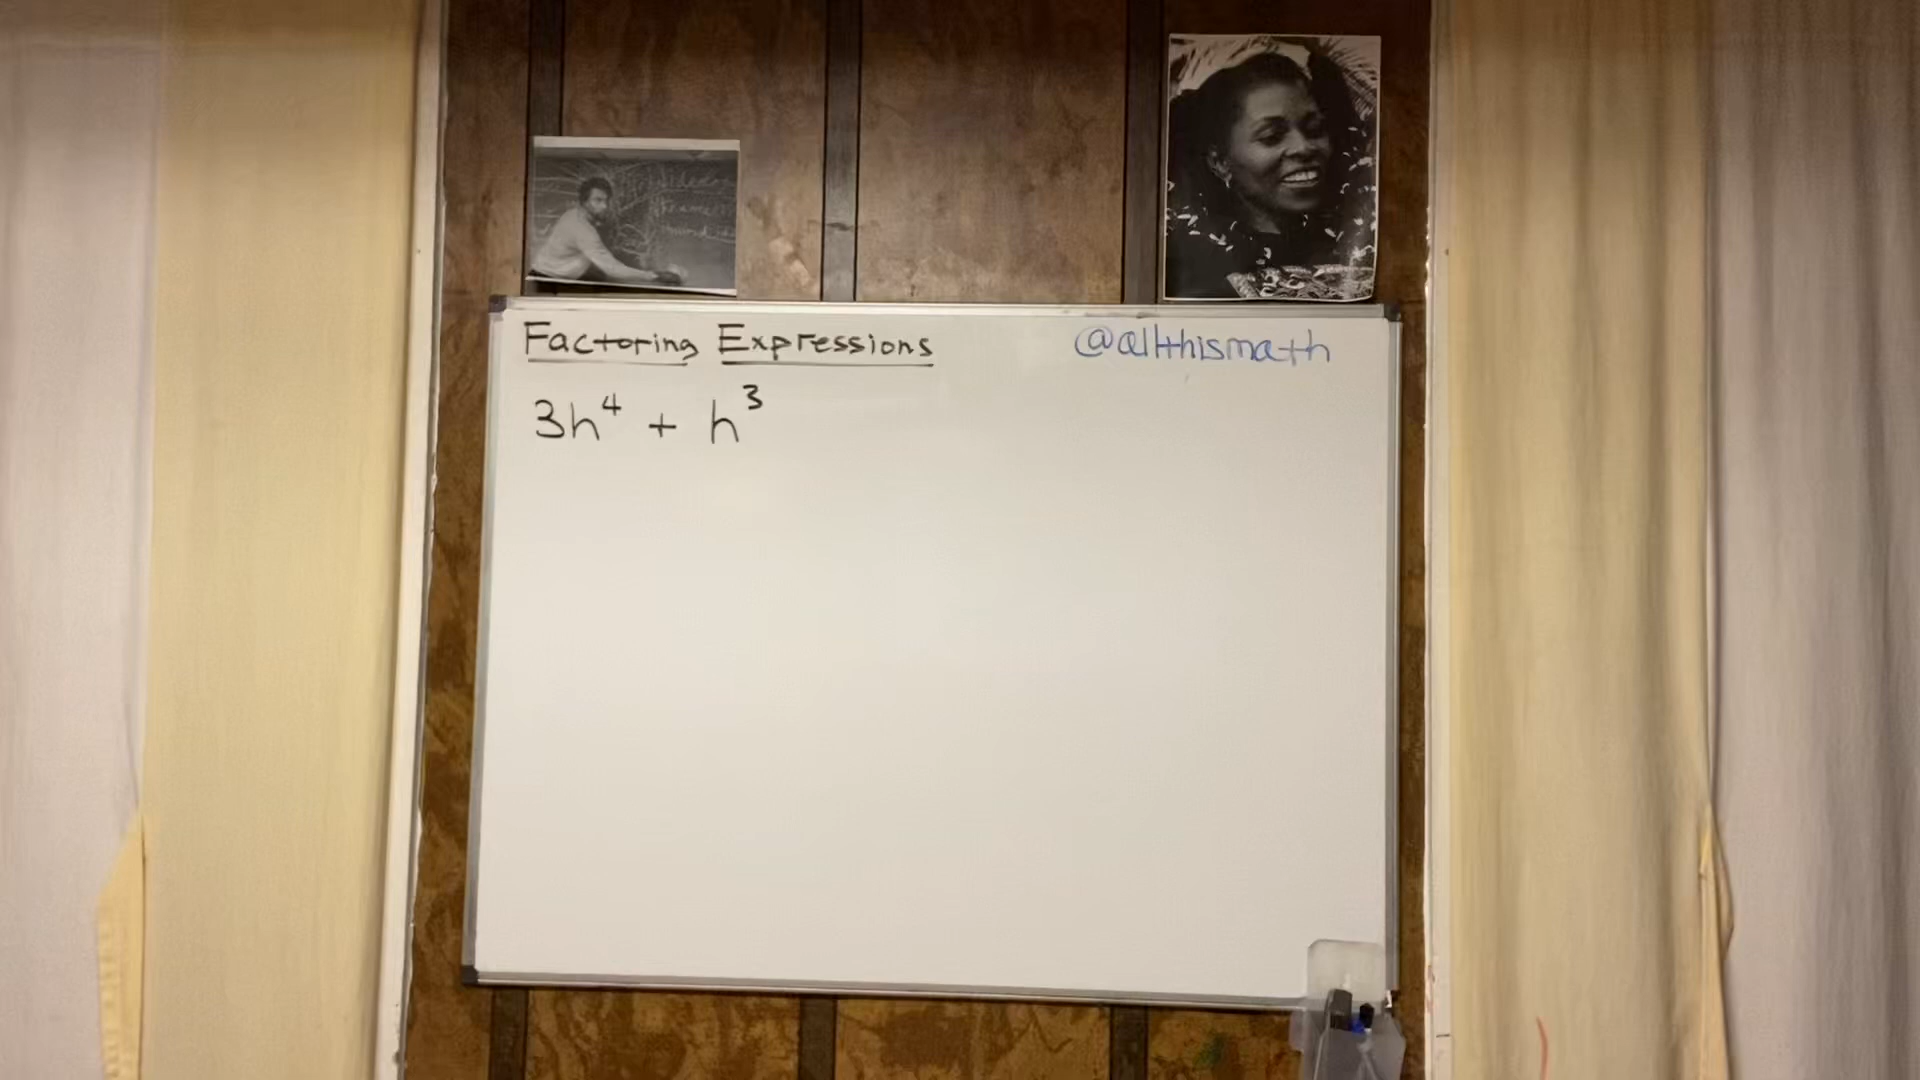 Factoring Expressions
@allthismath
3h⁴ + h³